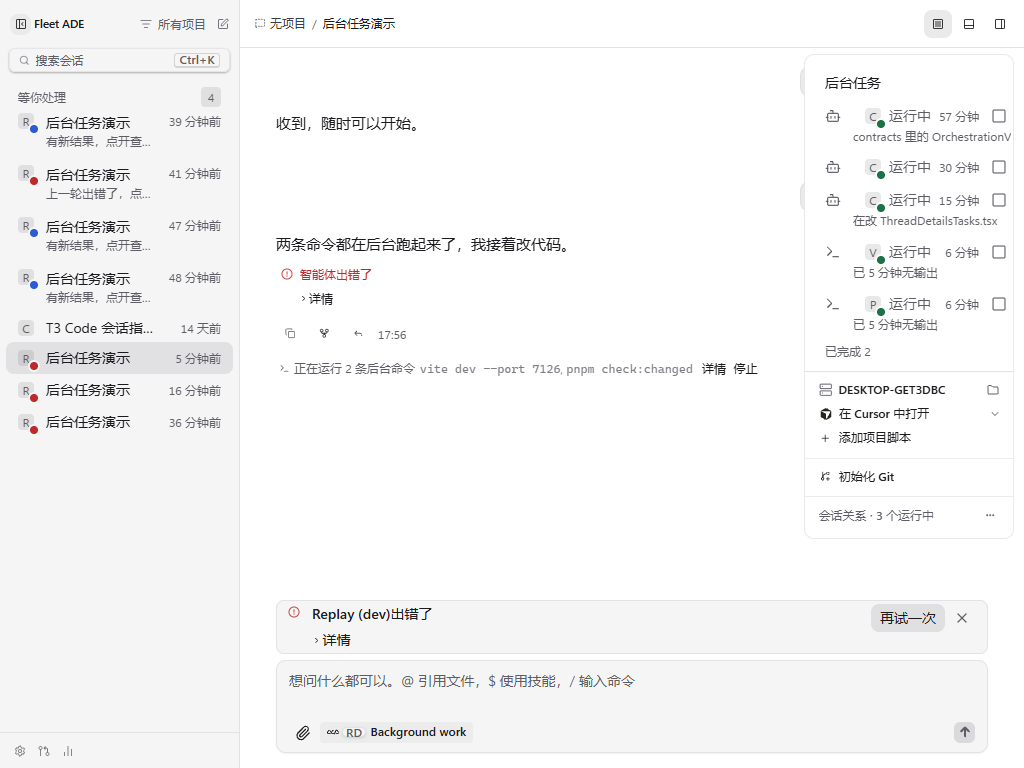 Fleet ADE
所有项目
搜索会话
Ctrl+K
等你处理
4
R
后台任务演示
39 分钟前
有新结果，点开查...
R
后台任务演示
41 分钟前
上一轮出错了，点...
R
后台任务演示
47 分钟前
有新结果，点开查...
R
后台任务演示
48 分钟前
有新结果，点开查...
C
T3 Code 会话指...
14 天前
R
后台任务演示
5 分钟前
R
后台任务演示
16 分钟前
R
后台任务演示
36 分钟前
无项目 / 后台任务演示
收到，随时可以开始。
两条命令都在后台跑起来了，我接着改代码。
智能体出错了
详情
17:56
正在运行 2 条后台命令 vite dev --port 7126, pnpm check:changed 详情 停止
后台任务
C 运行中 57 分钟
contracts 里的 OrchestrationV
C 运行中 30 分钟
C 运行中 15 分钟
在改 ThreadDetailsTasks.tsx
V 运行中 6 分钟
已 5 分钟无输出
P 运行中 6 分钟
已 5 分钟无输出
已完成 2
DESKTOP-GET3DBC
在 Cursor 中打开
添加项目脚本
初始化 Git
会话关系 · 3 个运行中
Replay (dev)出错了
详情
再试一次
想问什么都可以。@ 引用文件，$ 使用技能，/ 输入命令
RD Background work